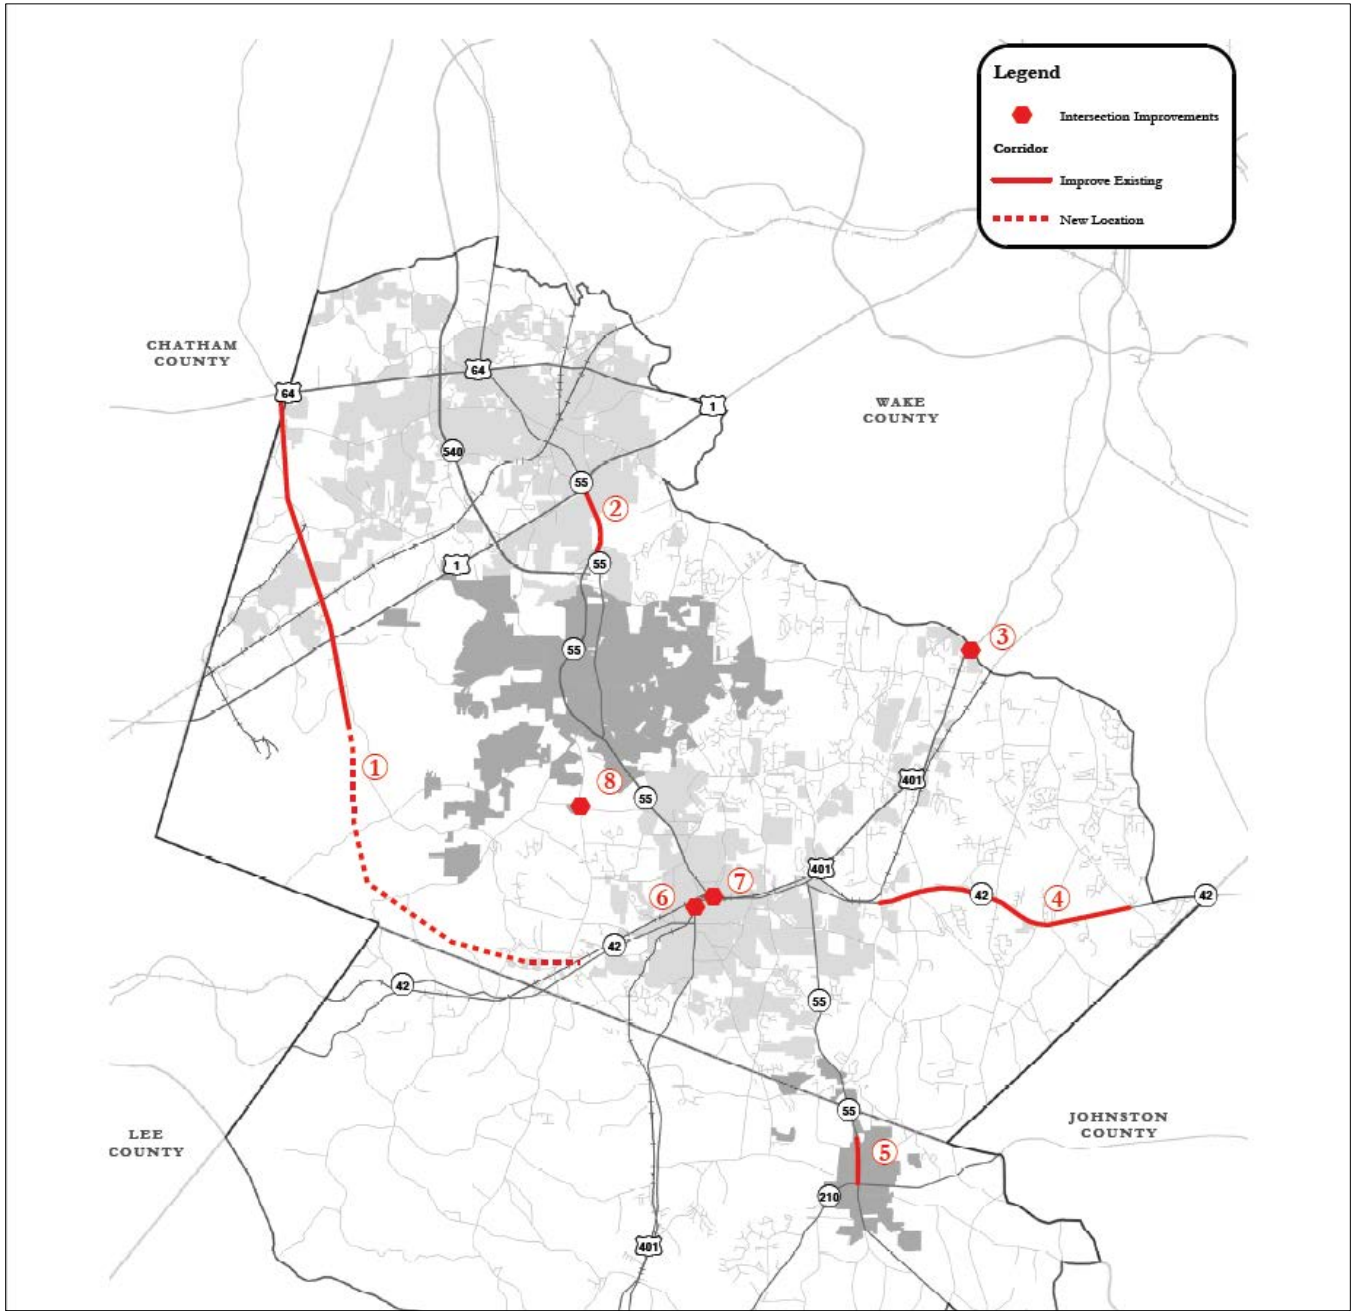 Legend
Intersection Improvements
Corridor
Improve Existing
New Location
CHATHAM
COUNTY
WAKE
COUNTY
64
64
1
540
55
2
1
55
55
3
1
401
8
55
401
6
7
42
4
42
42
42
55
55
JOHNSTON
COUNTY
LEE
COUNTY
5
210
401